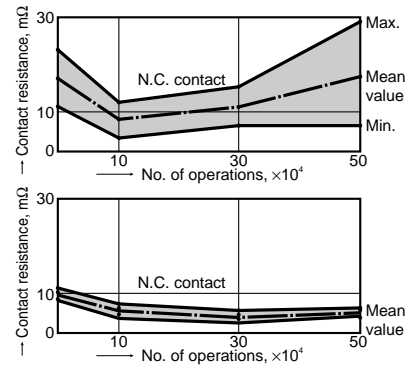 → Contact resistance, mΩ
30
10
0
N.C. contact
Max.
Mean
value
Min.
10 30 50
→ No. of operations, ×10⁴
→ Contact resistance, mΩ
30
10
0
N.C. contact
Mean
value
10 30 50
→ No. of operations, ×10⁴